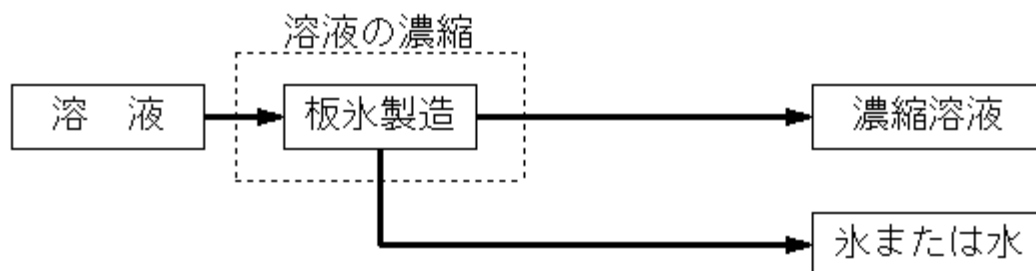 溶液の濃縮
溶　液
板氷製造
濃縮溶液
氷または水